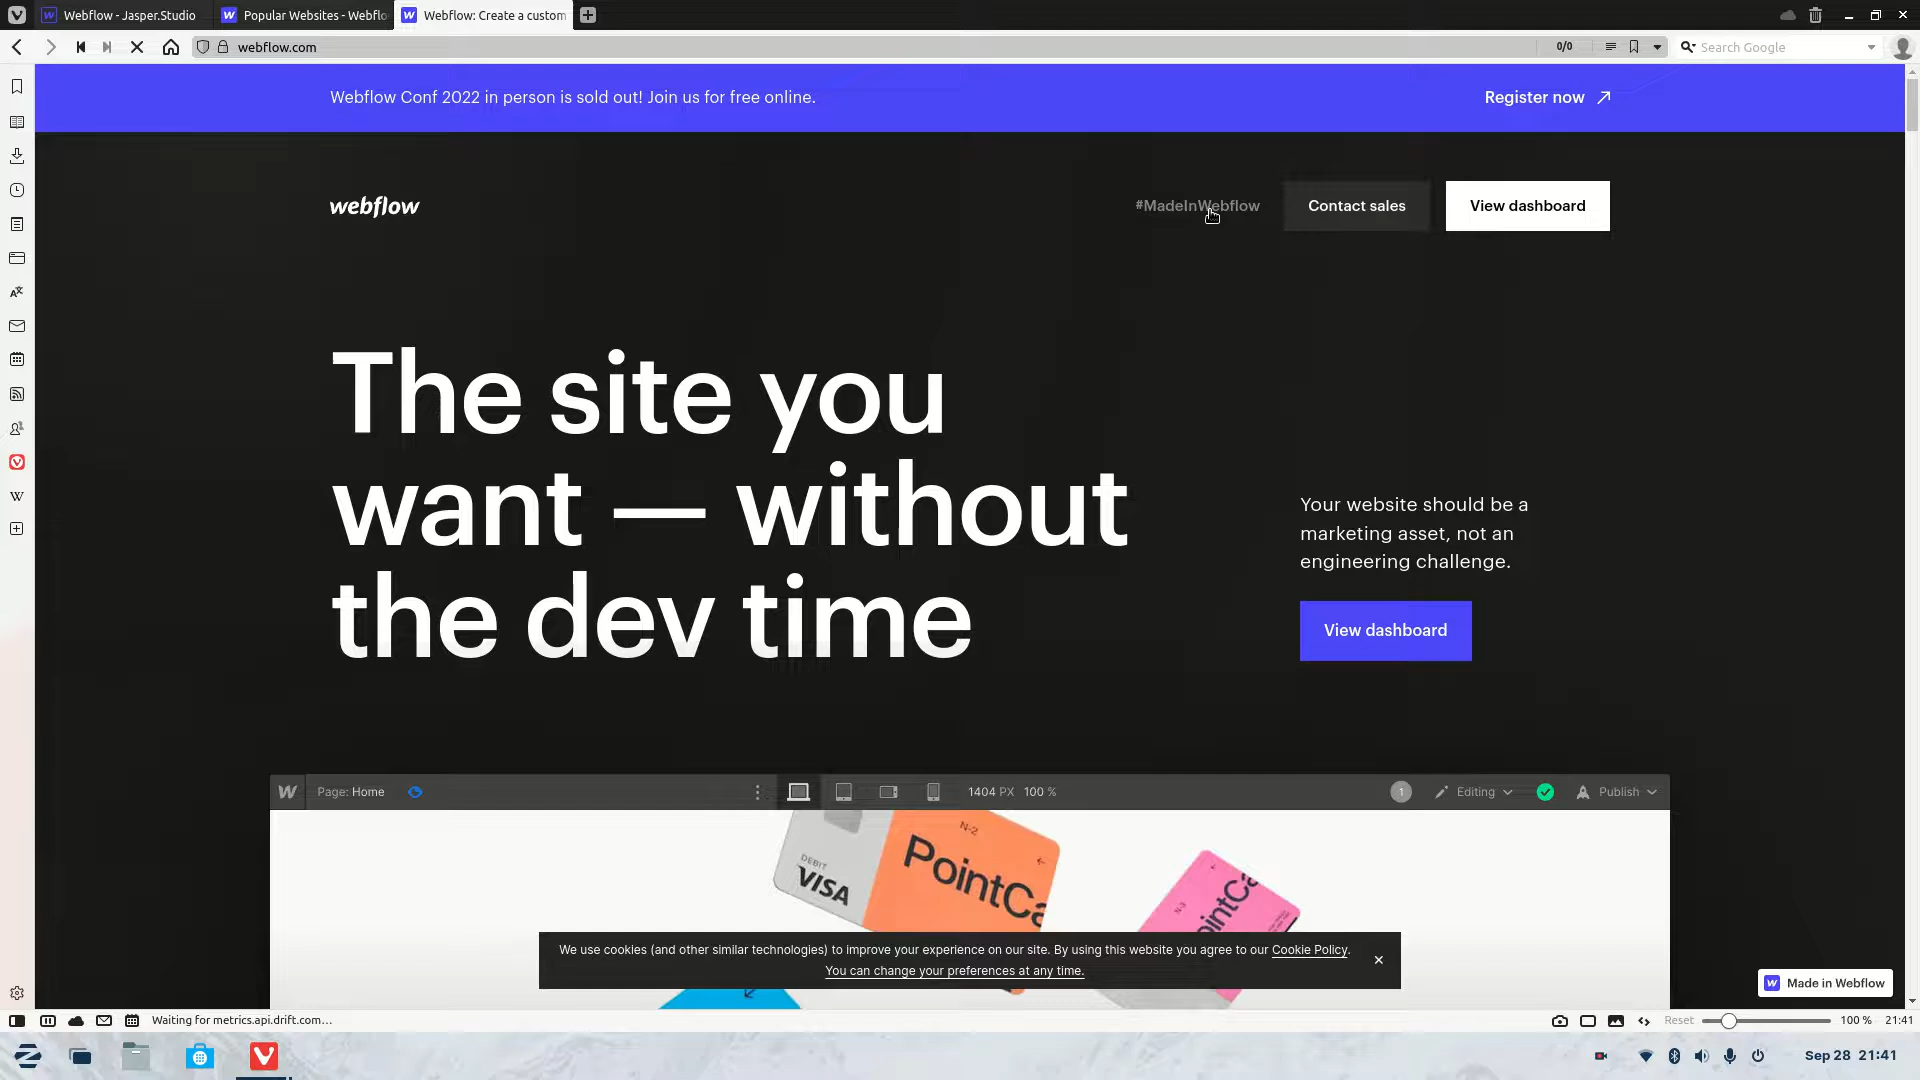 Webflow - Jasper.Studio
Popular Websites - Webflo
Webflow: Create a custom
webflow.com
0/0
Search Google
Webflow Conf 2022 in person is sold out! Join us for free online.
Register now
webflow
#MadeInWebflow
Contact sales
View dashboard
The site you
want — without
the dev time
Your website should be a
marketing asset, not an
engineering challenge.
View dashboard
Page: Home
1404 PX 100 %
1
Editing
Publish
DEBIT
VISA
N-2
PointCa
N-3
ointCa
We use cookies (and other similar technologies) to improve your experience on our site. By using this website you agree to our Cookie Policy.
You can change your preferences at any time.
Made in Webflow
Waiting for metrics.api.drift.com...
Reset
100 %
21:41
Sep 28 21:41